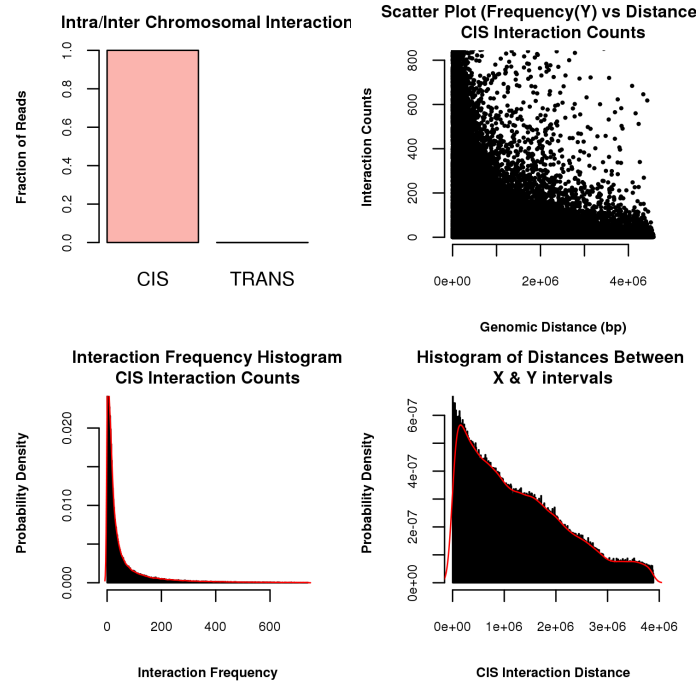 Intra/Inter Chromosomal Interaction
Fraction of Reads
1.0
0.8
0.6
0.4
0.2
0.0
CIS TRANS
Scatter Plot (Frequency(Y) vs Distance
CIS Interaction Counts
Interaction Counts
800
600
400
200
0
0e+00 2e+06 4e+06
Genomic Distance (bp)
Interaction Frequency Histogram
CIS Interaction Counts
Probability Density
0.020
0.010
0.000
0 200 400 600
Interaction Frequency
Histogram of Distances Between
X & Y intervals
Probability Density
6e-07
4e-07
2e-07
0e+00
0e+00 1e+06 2e+06 3e+06 4e+06
CIS Interaction Distance